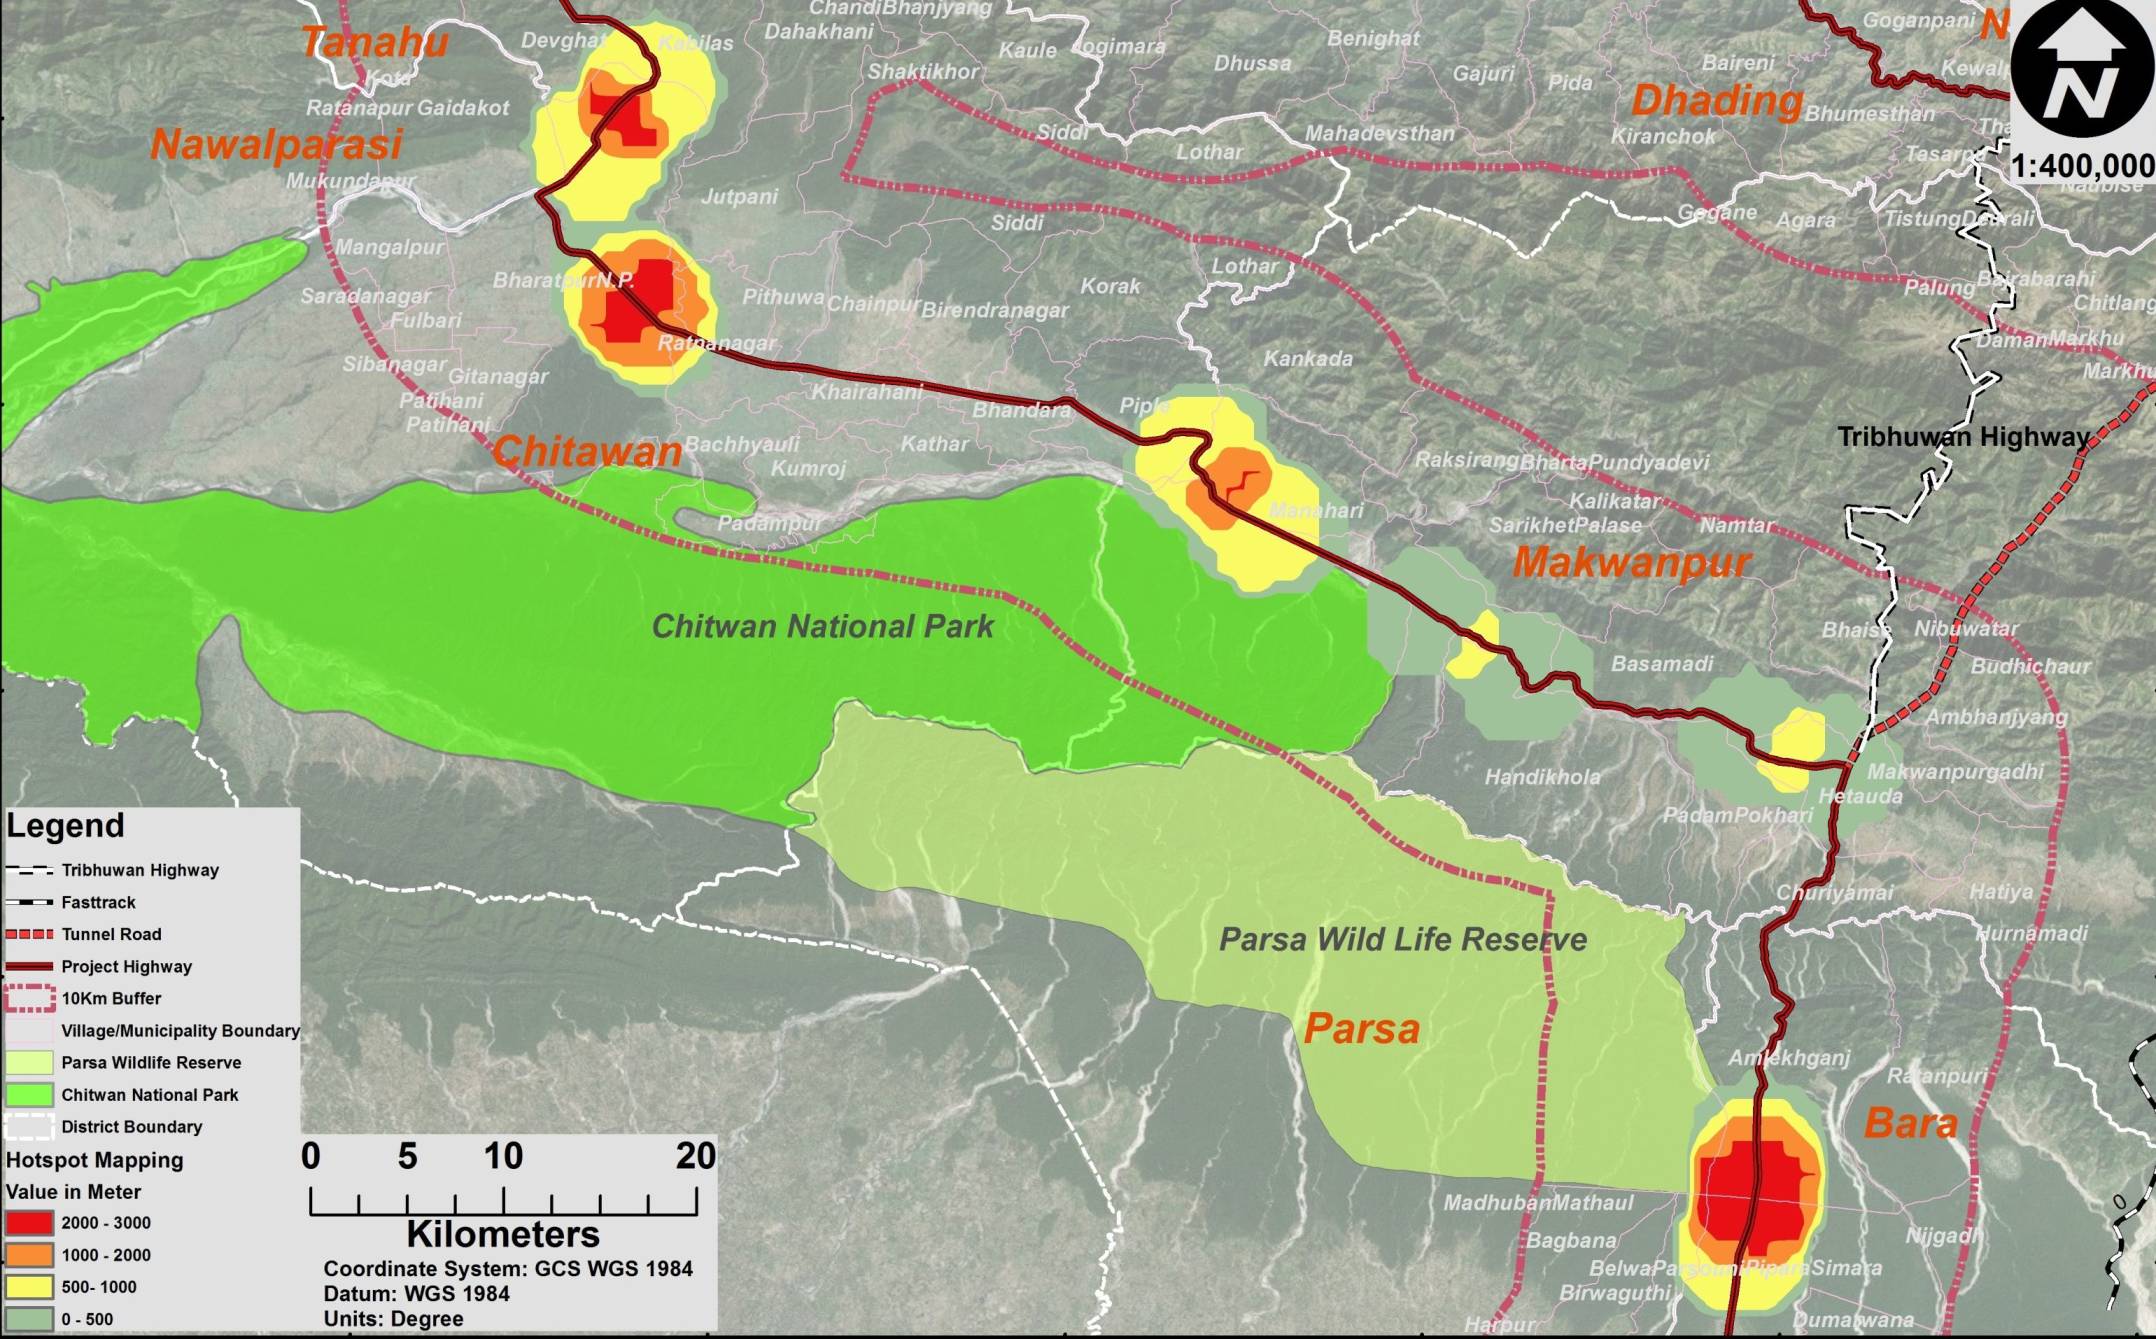 ChandiBhanjyang
Goganpani
N
Tanahu
Devghat
Kabilas
Dahakhani
Kaule
Jogimara
Benighat
Dhussa
Shaktikhor
Gajuri
Pida
Baireni
Kewalp
Kota
Ratanapur Gaidakot
Dhading
Bhumesthan
N
Nawalparasi
Siddi
Mahadevsthan
Kiranchok
Tha
Lothar
Tasarpu
1:400,000
Mukundapur
Jutpani
Naubise
Siddi
Gogane
Agara
TistungDeurali
Mangalpur
BharatpurN.P.
Lothar
Korak
Palung
Bajrabarahi
Saradanagar
Fulbari
Pithuwa
Chainpur
Birendranagar
Chitlang
Ratnanagar
Daman
Markhu
Sibanagar
Gitanagar
Kankada
Markhu
Patihani
Patihani
Khairahani
Bhandara
Piple
Chitawan
Bachhyauli
Kathar
Kumroj
Tribhuwan Highway
Raksirang
BhartaPundyadevi
Kalikatar
Padampur
Manahari
SarikhetPalase
Namtar
Makwanpur
Chitwan National Park
Bhaise
Nibuwatar
Basamadi
Budhichaur
Ambhanjyang
Handikhola
Makwanpurgadhi
Hetauda
PadamPokhari
Churiyamai
Hatiya
Parsa Wild Life Reserve
Hurnamadi
Parsa
Amlekhganj
Ratanpuri
Bara
MadhubanMathaul
Bagbana
Nijgadh
BelwaParsouniPiparaSimara
Birwaguthi
Harpur
Dumarwana
0
Legend
Tribhuwan Highway
Fasttrack
Tunnel Road
Project Highway
10Km Buffer
Village/Municipality Boundary
Parsa Wildlife Reserve
Chitwan National Park
District Boundary
Hotspot Mapping
Value in Meter
2000 - 3000
1000 - 2000
500- 1000
0 - 500
0 5 10 20
Kilometers
Coordinate System: GCS WGS 1984
Datum: WGS 1984
Units: Degree